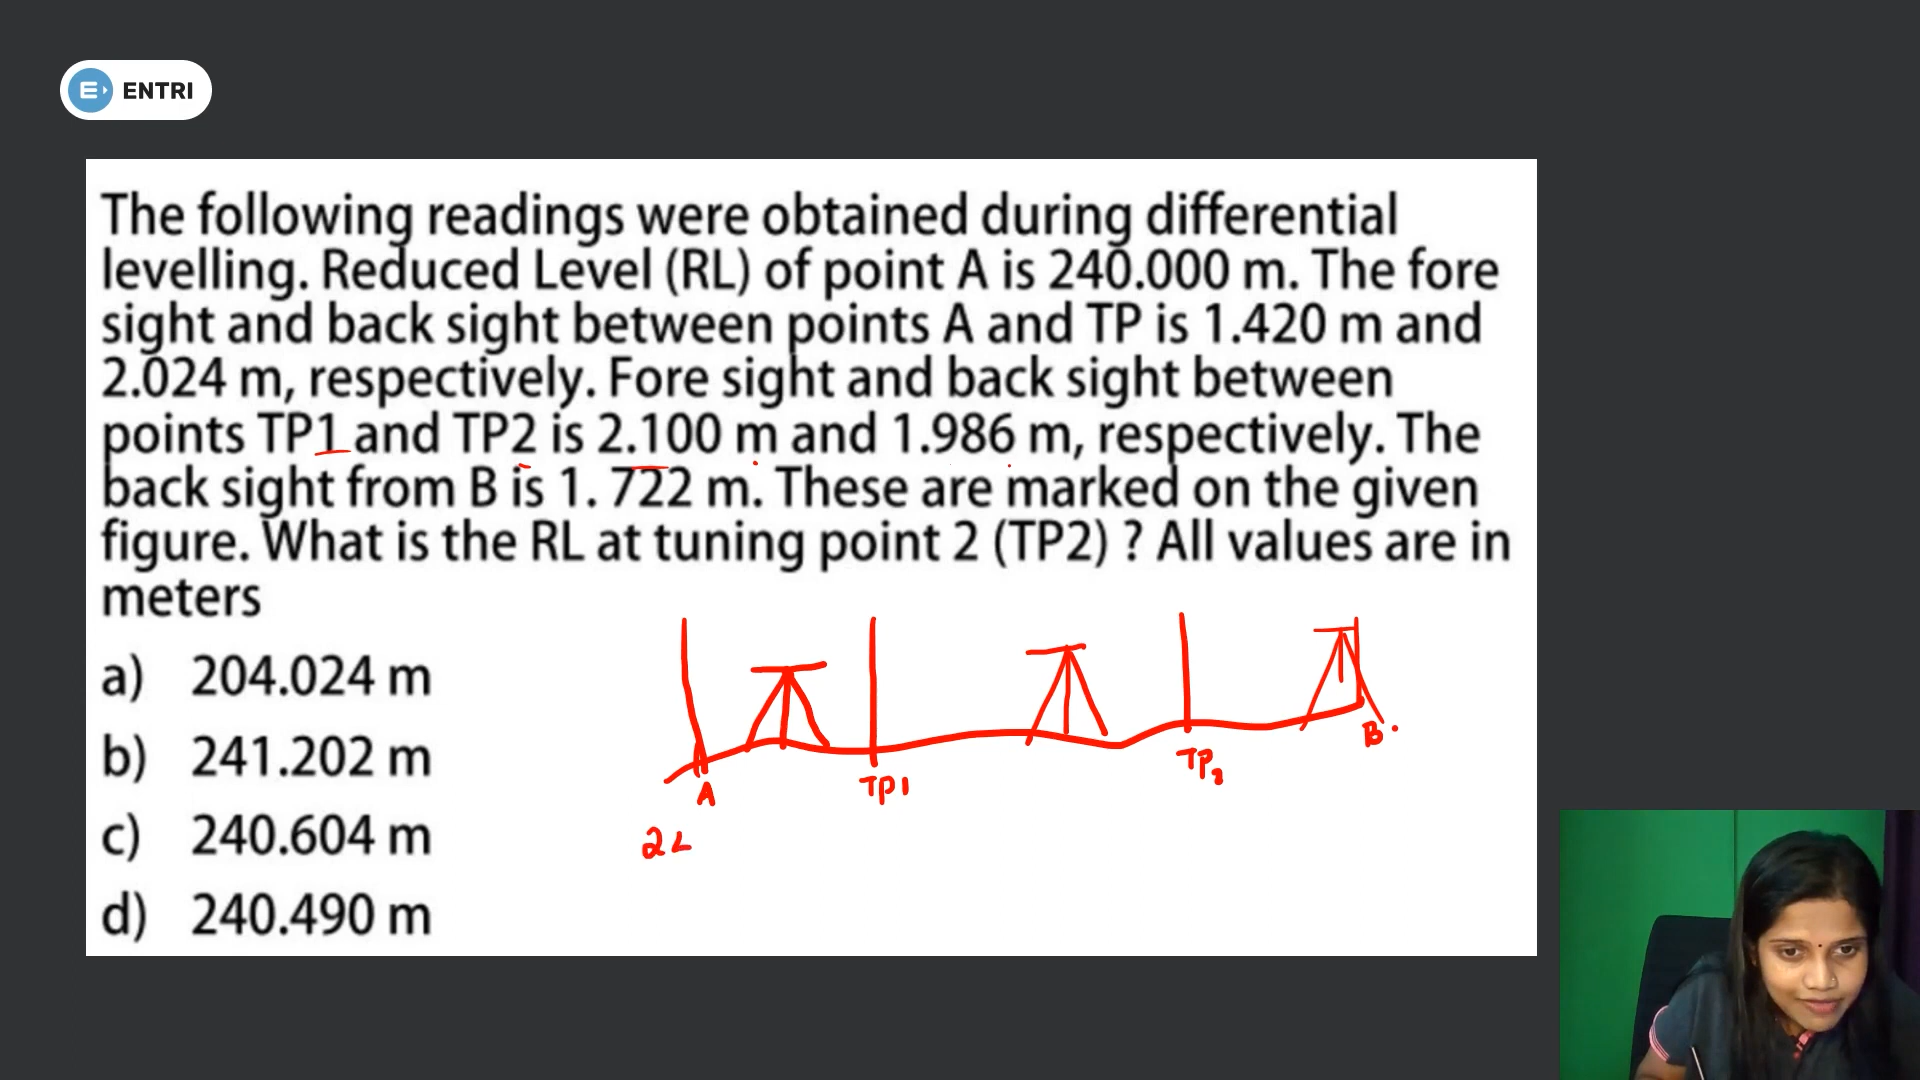 ENTRI
The following readings were obtained during differential
levelling. Reduced Level (RL) of point A is 240.000 m. The fore
sight and back sight between points A and TP is 1.420 m and
2.024 m, respectively. Fore sight and back sight between
points TP1 and TP2 is 2.100 m and 1.986 m, respectively. The
back sight from B is 1. 722 m. These are marked on the given
figure. What is the RL at tuning point 2 (TP2) ? All values are in
meters
a) 204.024 m
b) 241.202 m
c) 240.604 m
d) 240.490 m
A
TP1
TP2
B.